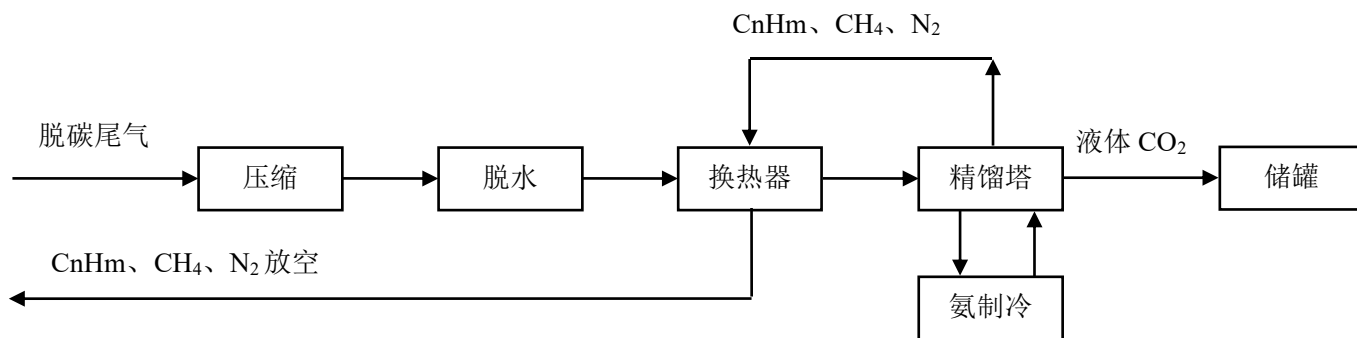 CnHm、CH₄、N₂
脱碳尾气
压缩
脱水
换热器
精馏塔
液体 CO₂
储罐
CnHm、CH₄、N₂ 放空
氨制冷